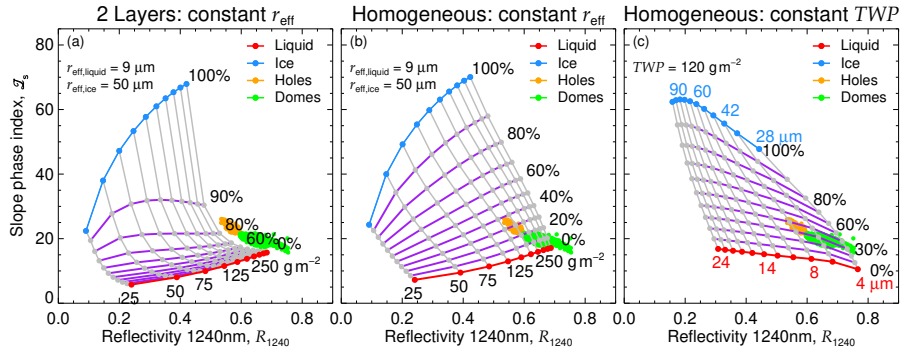 2 Layers: constant r_eff
Homogeneous: constant r_eff
Homogeneous: constant TWP
Slope phase index, 𝓘_s
80
60
40
20
0
(a)
r_eff,liquid = 9 μm
r_eff,ice = 50 μm
Liquid
Ice
Holes
Domes
100%
90%
80%
60%
0%
25
50
75
125
250 g m⁻²
0.0
0.2
0.4
0.6
0.8
Reflectivity 1240nm, R₁₂₄₀
(b)
r_eff,liquid = 9 μm
r_eff,ice = 50 μm
Liquid
Ice
Holes
Domes
100%
80%
60%
40%
20%
0%
25
50
75
125
250 g m⁻²
0.0
0.2
0.4
0.6
0.8
Reflectivity 1240nm, R₁₂₄₀
(c)
TWP = 120 g m⁻²
Liquid
Ice
Holes
Domes
90
60
42
28 μm
100%
80%
60%
30%
0%
24
14
8
4 μm
0.0
0.2
0.4
0.6
0.8
Reflectivity 1240nm, R₁₂₄₀